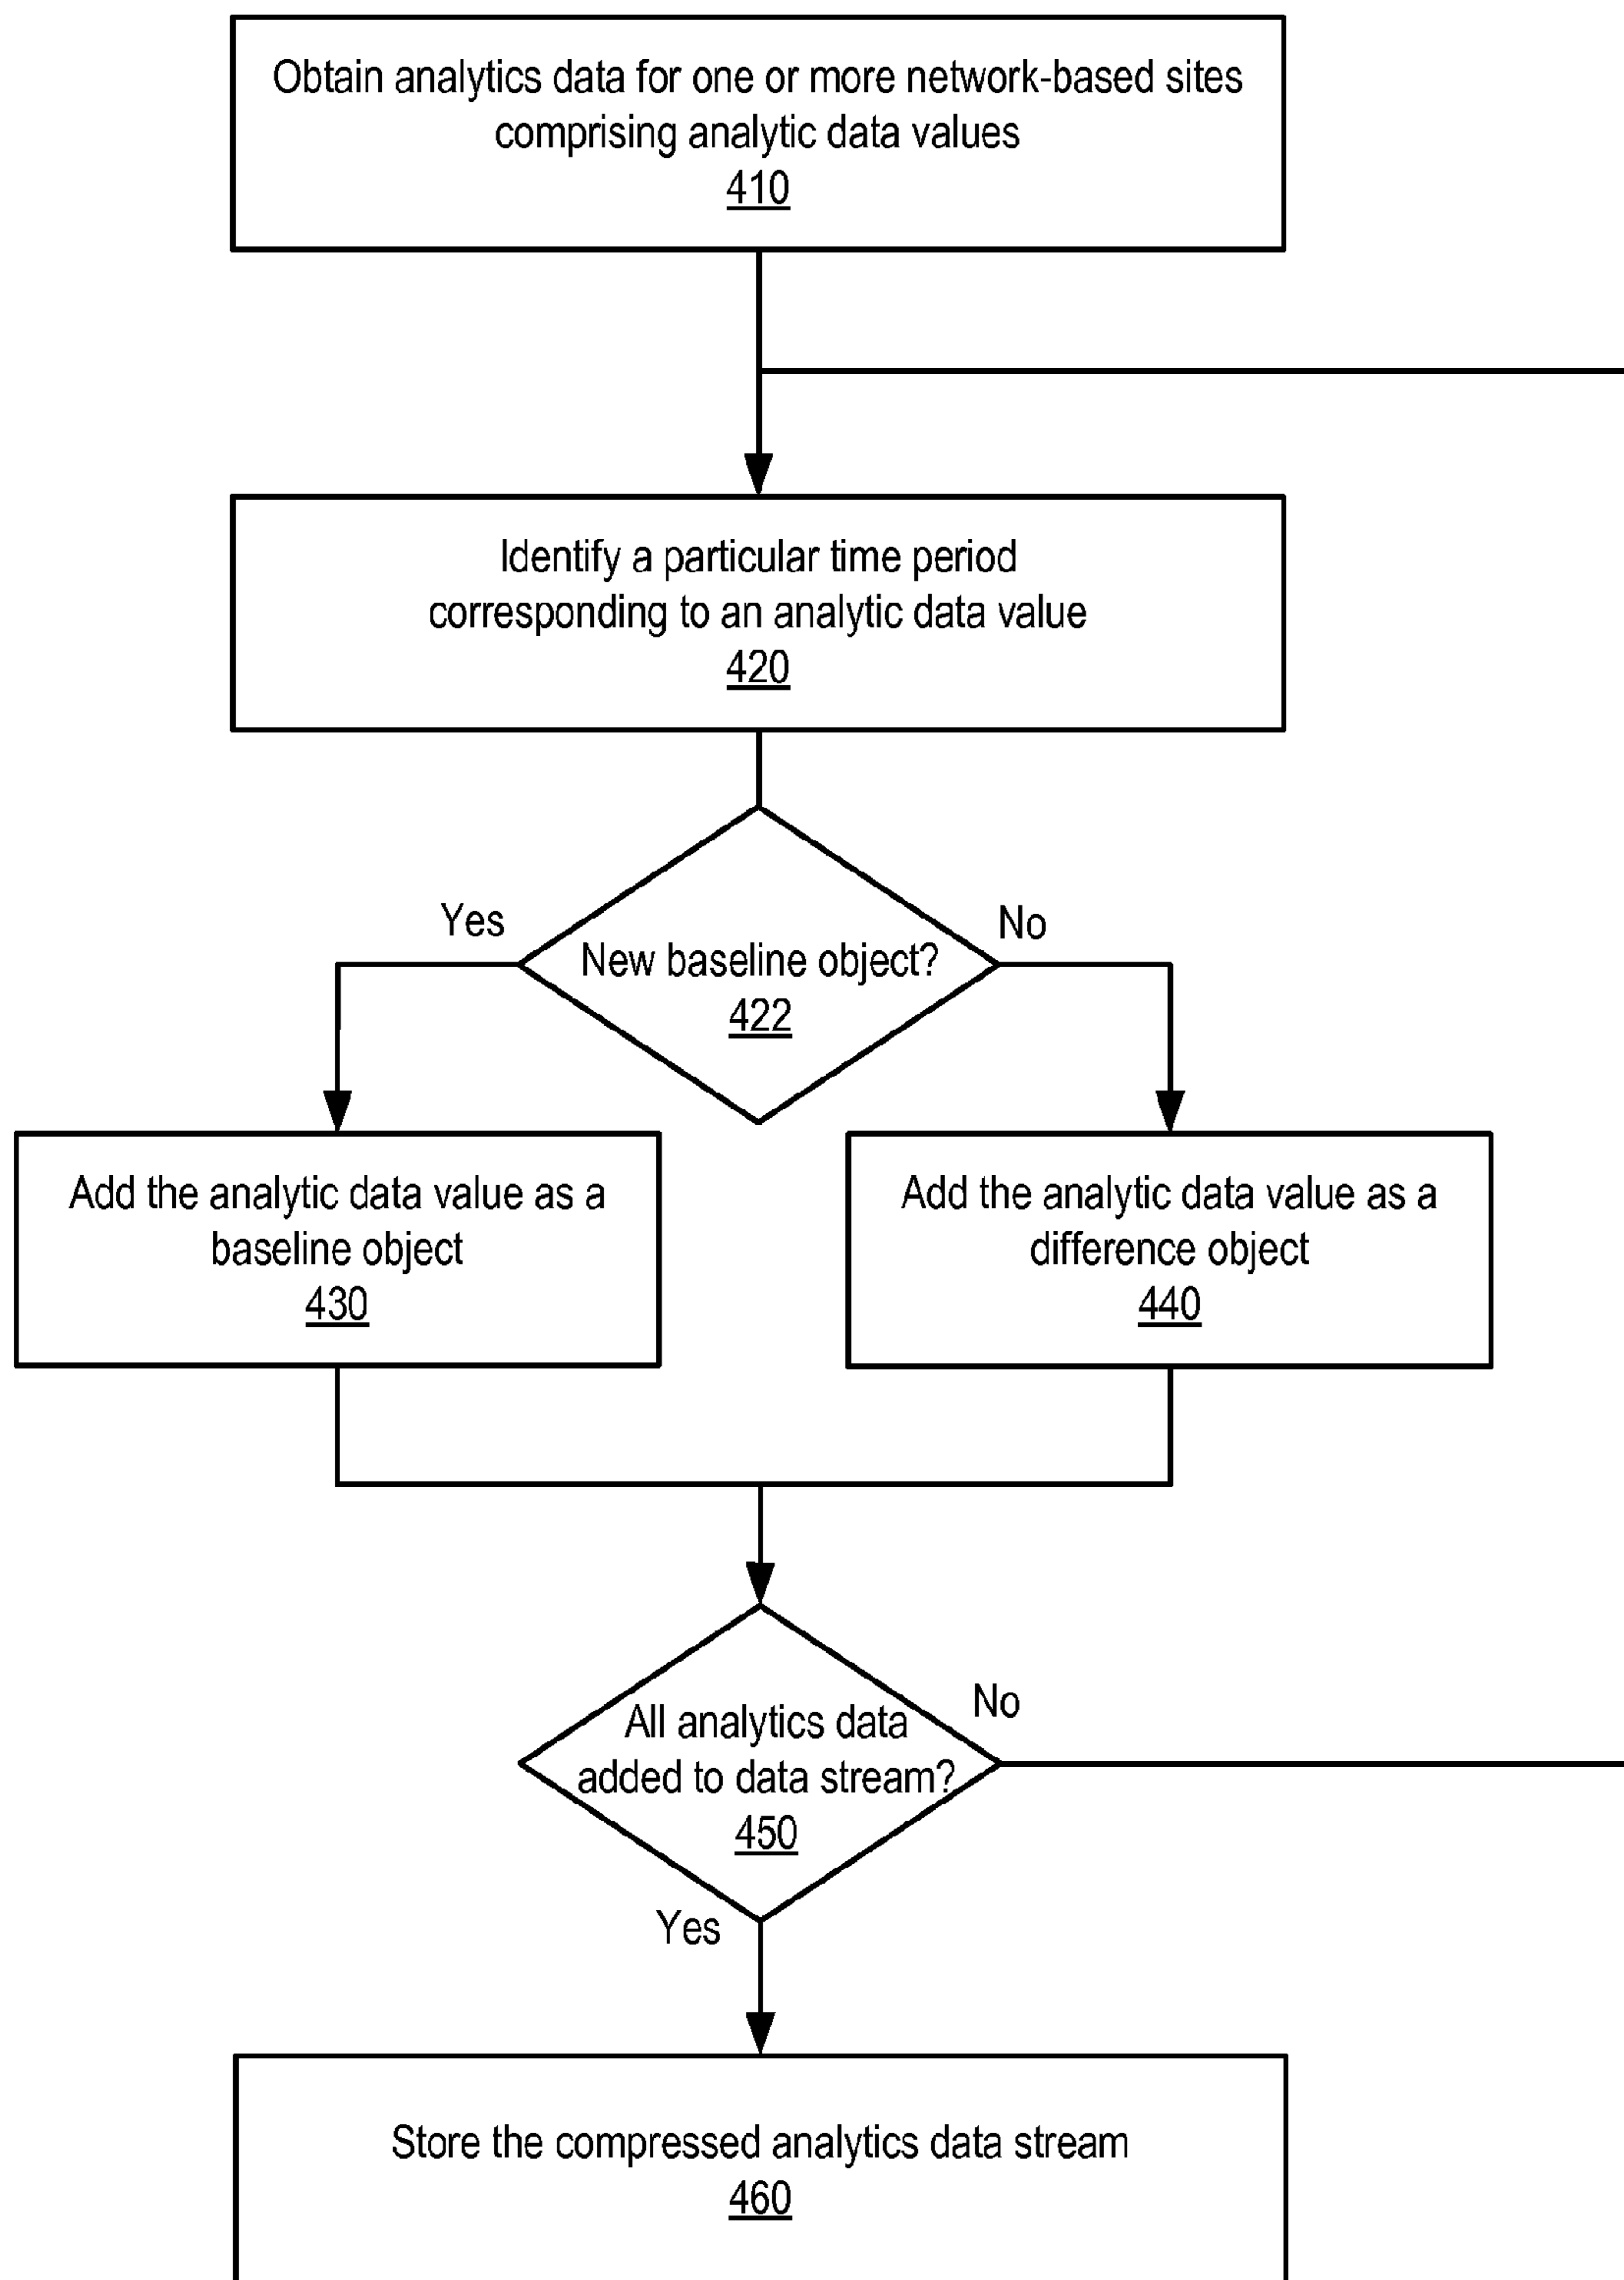 Obtain analytics data for one or more network-based sites
comprising analytic data values
410
Identify a particular time period
corresponding to an analytic data value
420
Yes
No
New baseline object?
422
Add the analytic data value as a
baseline object
430
Add the analytic data value as a
difference object
440
No
All analytics data
added to data stream?
450
Yes
Store the compressed analytics data stream
460